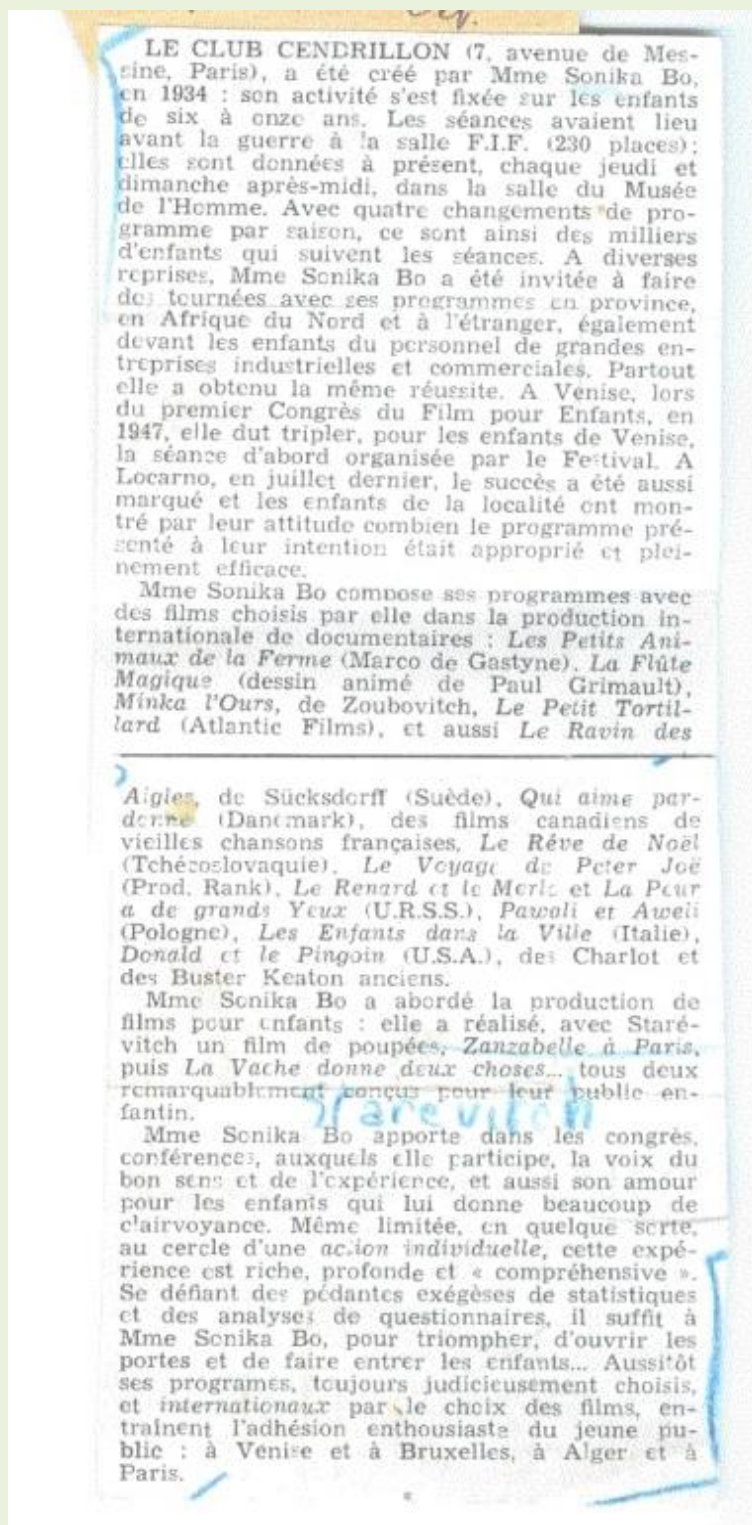 LE CLUB CENDRILLON (7, avenue de Mes-
sine, Paris), a été créé par Mme Sonika Bo,
en 1934 : son activité s'est fixée sur les enfants
de six à onze ans. Les séances avaient lieu
avant la guerre à la salle F.I.F. (230 places);
elles sont données à présent, chaque jeudi et
dimanche après-midi, dans la salle du Musée
de l'Homme. Avec quatre changements de pro-
gramme par saison, ce sont ainsi des milliers
d'enfants qui suivent les séances. A diverses
reprises, Mme Sonika Bo a été invitée à faire
des tournées avec ses programmes en province,
en Afrique du Nord et à l'étranger, également
devant les enfants du personnel de grandes en-
treprises industrielles et commerciales. Partout
elle a obtenu la même réussite. A Venise, lors
du premier Congrès du Film pour Enfants, en
1947, elle dut tripler, pour les enfants de Venise,
la séance d'abord organisée par le Festival. A
Locarno, en juillet dernier, le succès a été aussi
marqué et les enfants de la localité ont mon-
tré par leur attitude combien le programme pré-
senté à leur intention était approprié et plei-
nement efficace.
Mme Sonika Bo compose ses programmes avec
des films choisis par elle dans la production in-
ternationale de documentaires : Les Petits Ani-
maux de la Ferme (Marco de Gastyne), La Flûte
Magique (dessin animé de Paul Grimault),
Minka l'Ours, de Zoubovitch, Le Petit Tortil-
lard (Atlantic Films), et aussi Le Ravin des
Aigles, de Sücksdorff (Suède), Qui aime par-
donne (Danemark), des films canadiens de
vieilles chansons françaises, Le Rêve de Noël
(Tchécoslovaquie), Le Voyage de Peter Joë
(Prod. Rank), Le Renard et le Merle et La Peur
a de grands Yeux (U.R.S.S.), Pawali et Aweli
(Pologne), Les Enfants dans la Ville (Italie),
Donald et le Pingoin (U.S.A.), des Charlot et
des Buster Keaton anciens.
Mme Sonika Bo a abordé la production de
films pour enfants : elle a réalisé, avec Staré-
vitch un film de poupées, Zanzabelle à Paris,
puis La Vache donne deux choses... tous deux
remarquablement conçus pour leur public en-
fantin.
Starevitch
Mme Sonika Bo apporte dans les congrès,
conférences, auxquels elle participe, la voix du
bon sens et de l'expérience, et aussi son amour
pour les enfants qui lui donne beaucoup de
clairvoyance. Même limitée, en quelque sorte,
au cercle d'une action individuelle, cette expé-
rience est riche, profonde et « compréhensive ».
Se défiant des pédantes exégèses de statistiques
et des analyses de questionnaires, il suffit à
Mme Sonika Bo, pour triompher, d'ouvrir les
portes et de faire entrer les enfants... Aussitôt
ses programes, toujours judicieusement choisis,
et internationaux par le choix des films, en-
traînent l'adhésion enthousiaste du jeune pu-
blic : à Venise et à Bruxelles, à Alger et à
Paris.